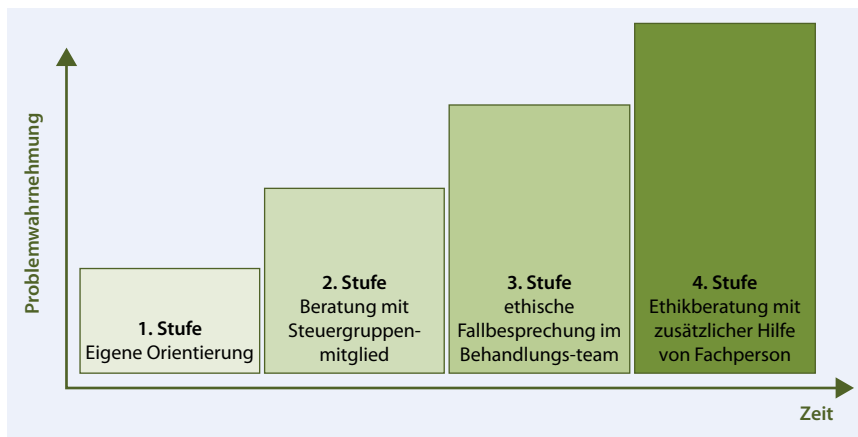 Problemwahrnehmung
1. Stufe
Eigene Orientierung
2. Stufe
Beratung mit
Steuergruppen-
mitglied
3. Stufe
ethische
Fallbesprechung im
Behandlungs-team
4. Stufe
Ethikberatung mit
zusätzlicher Hilfe
von Fachperson
Zeit